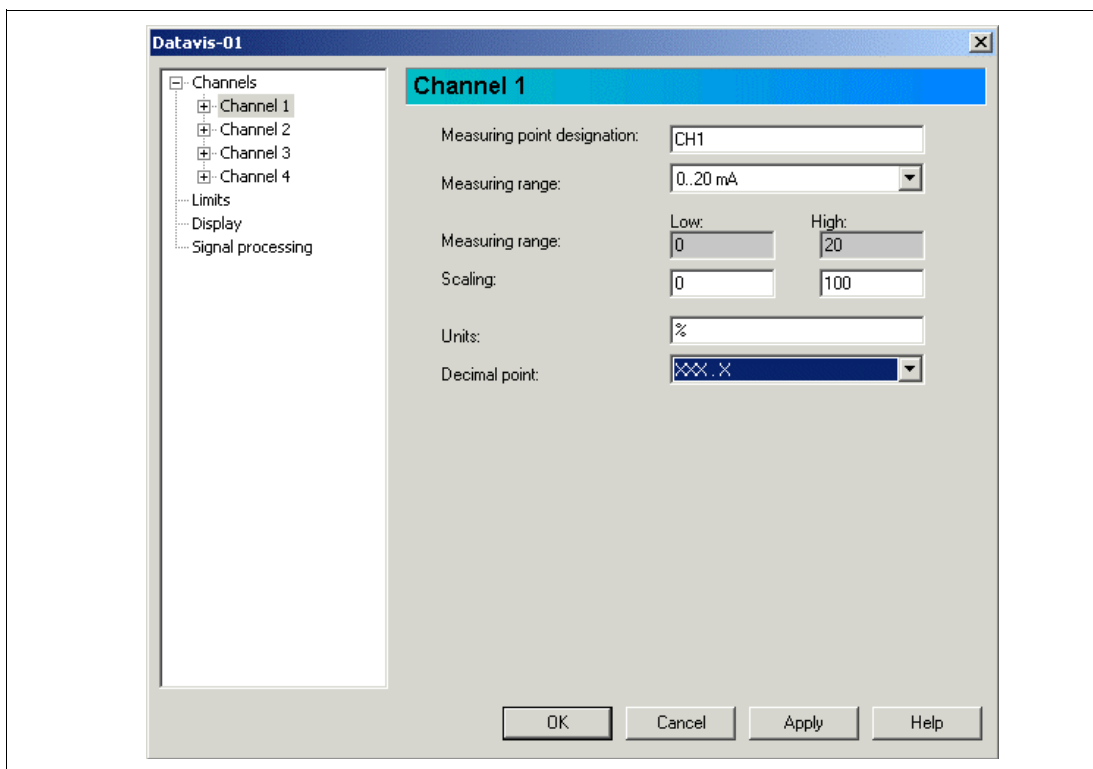 Datavis-01
Channels
Channel 1
Channel 2
Channel 3
Channel 4
Limits
Display
Signal processing
Channel 1
Measuring point designation: CH1
Measuring range: 0..20 mA
Low: High:
Measuring range: 0 20
Scaling: 0 100
Units: %
Decimal point: XXX.X
OK Cancel Apply Help